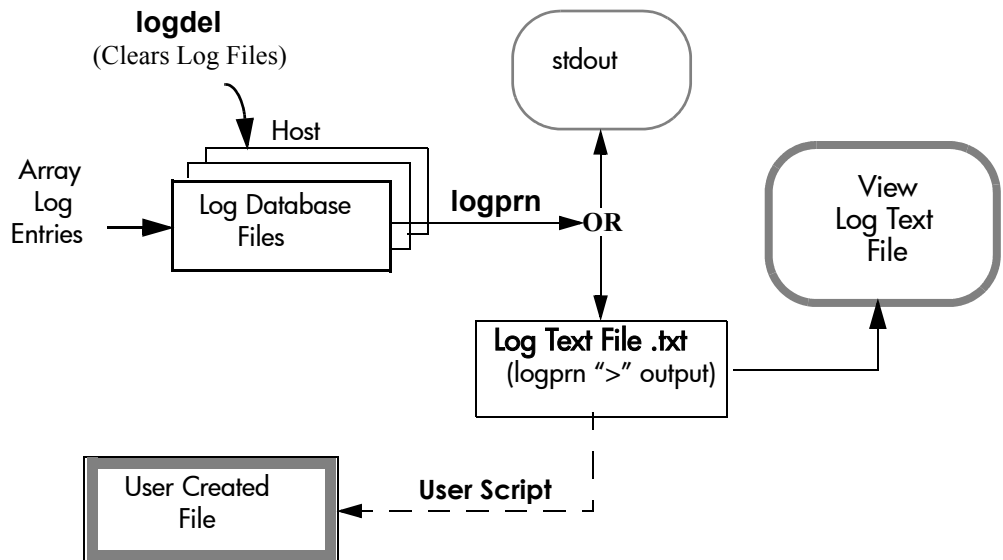 logdel
(Clears Log Files)
stdout
Host
Array
Log
Entries
Log Database
Files
logprn
OR
View
Log Text
File
Log Text File .txt
(logprn “>” output)
User Created
File
User Script